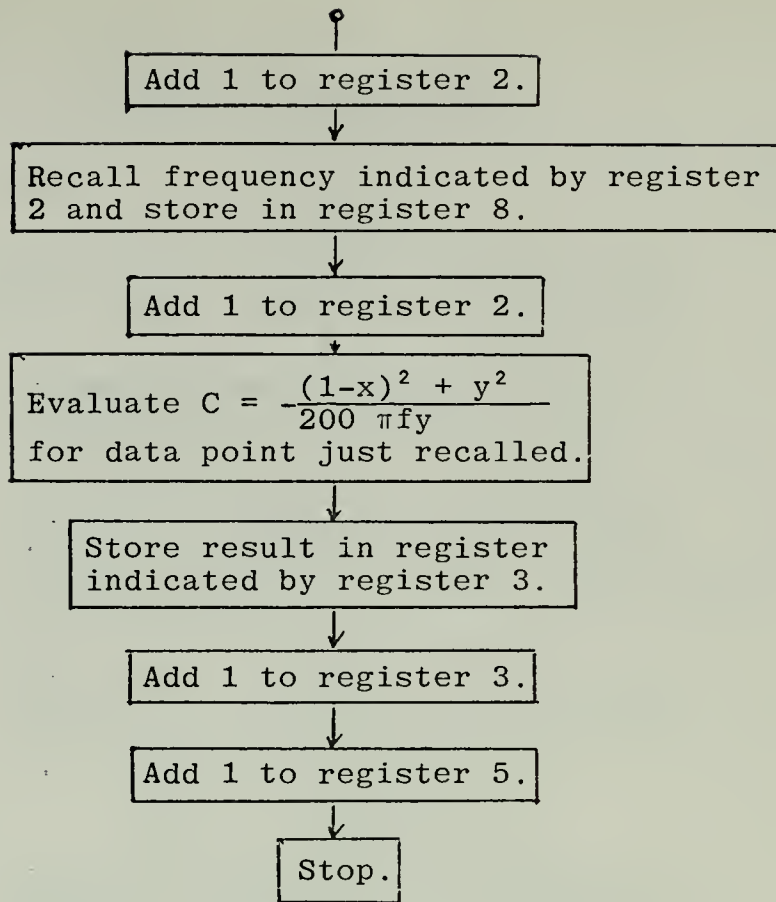 Add 1 to register 2.
Recall frequency indicated by register
2 and store in register 8.
Add 1 to register 2.
Evaluate C = -(1-x)² + y²
200 πfy
for data point just recalled.
Store result in register
indicated by register 3.
Add 1 to register 3.
Add 1 to register 5.
Stop.